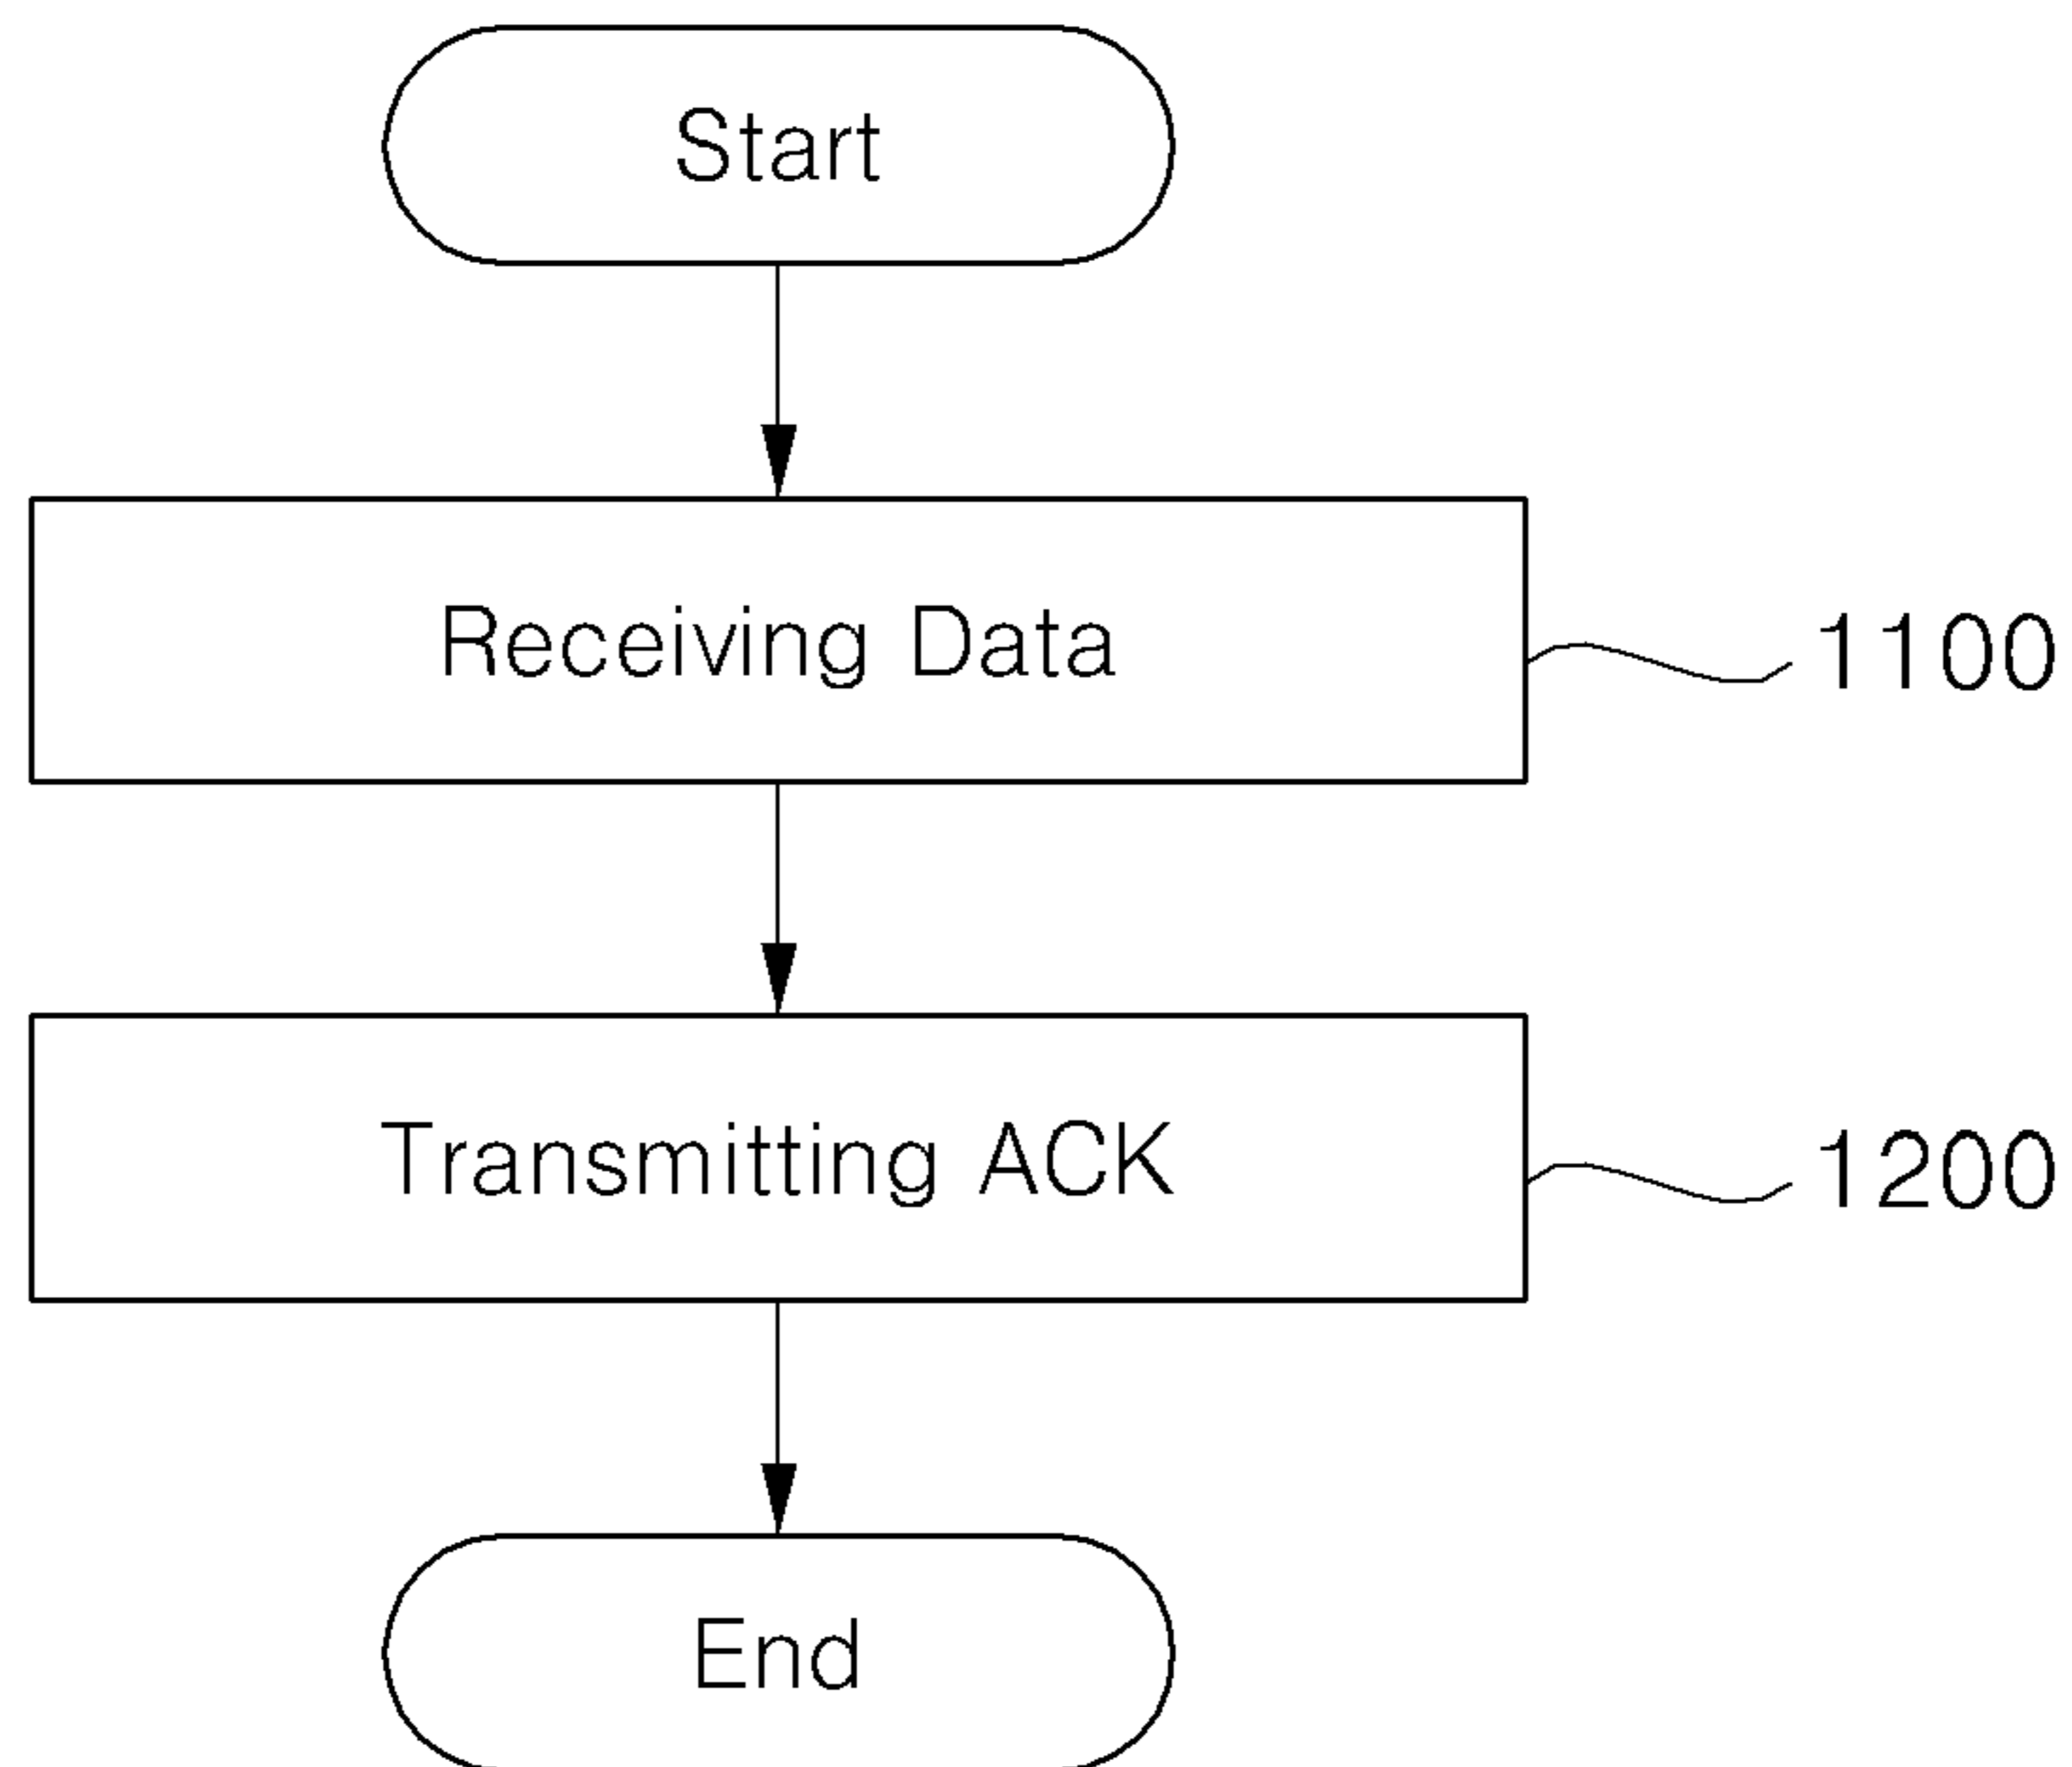 Start
Receiving Data
1100
Transmitting ACK
1200
End